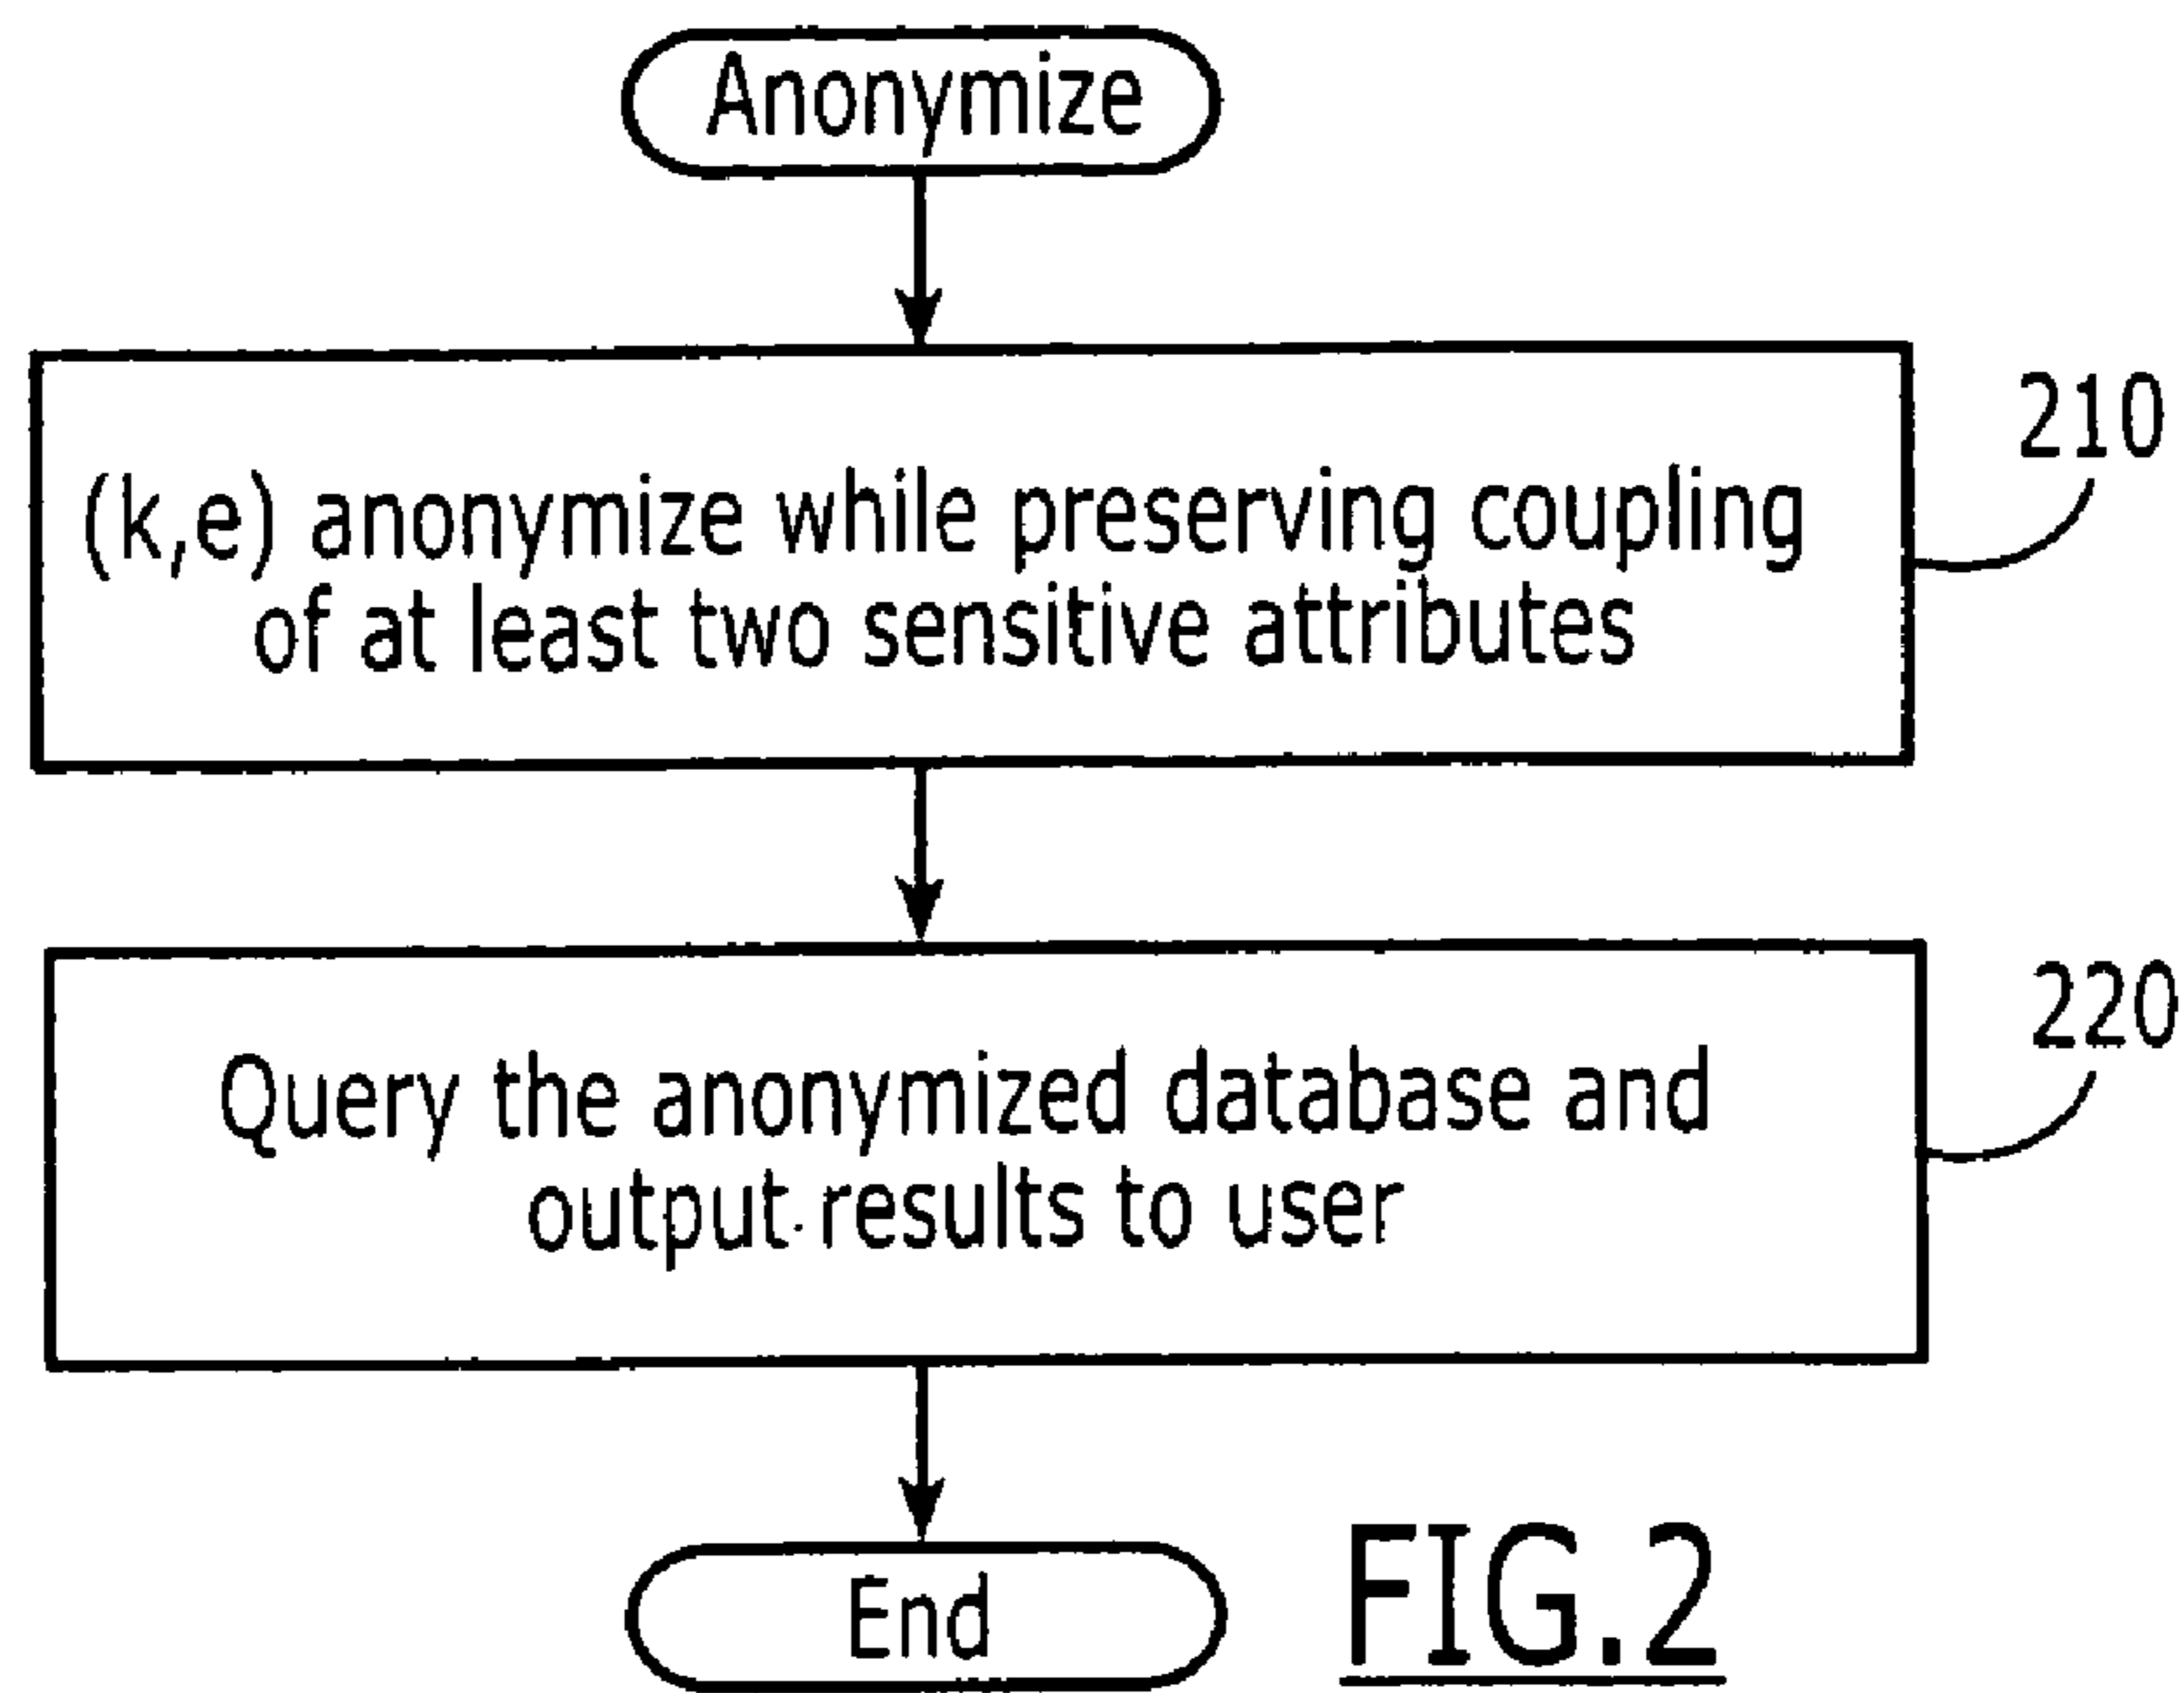 Anonymize
(k,e) anonymize while preserving coupling
of at least two sensitive attributes
210
Query the anonymized database and
output results to user
220
End
FIG.2